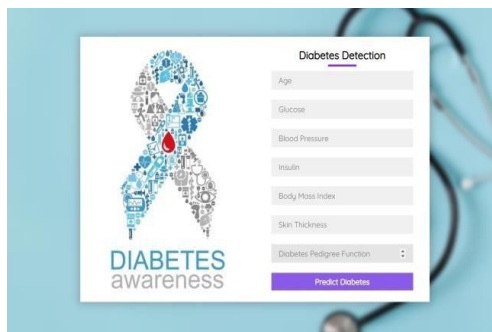 Diabetes Detection
Age
Glucose
Blood Pressure
Insulin
Body Mass Index
Skin Thickness
Diabetes Pedigree Function
Predict Diabetes
DIABETES
awareness